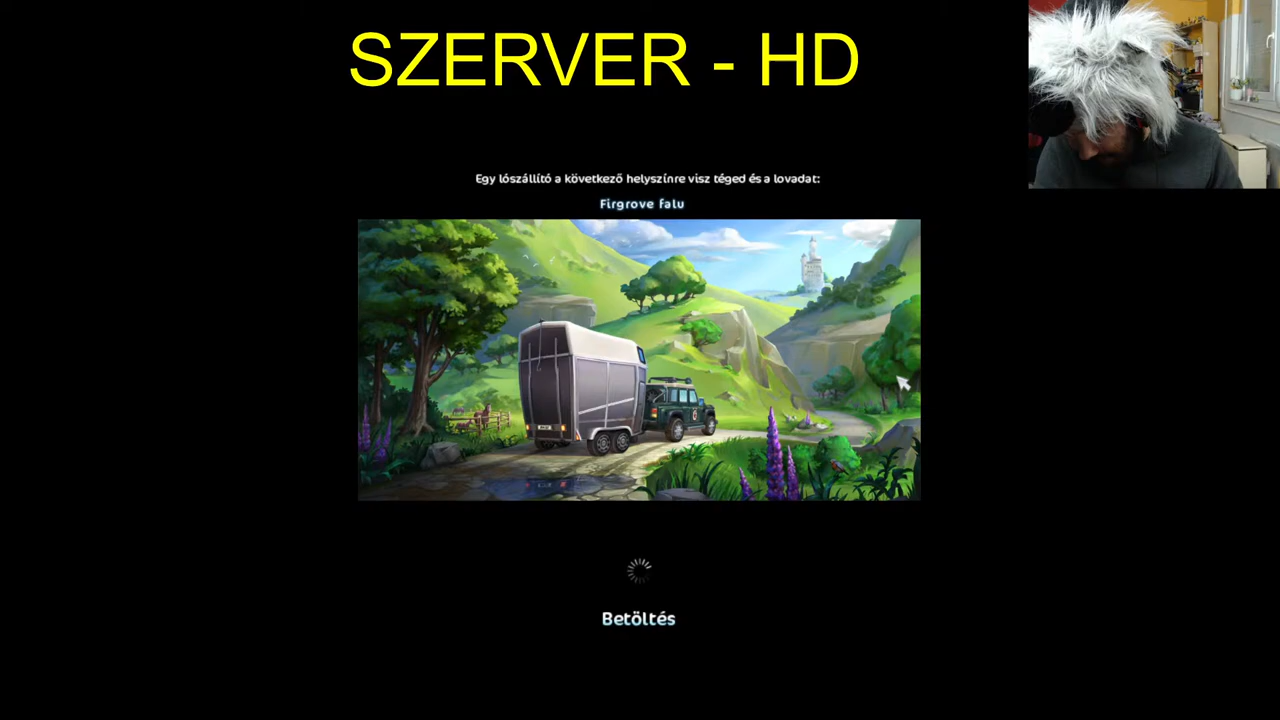 SZERVER - HD
Egy lószállító a következő helyszínre visz téged és a lovadat:
Firgrove falu
Betöltés